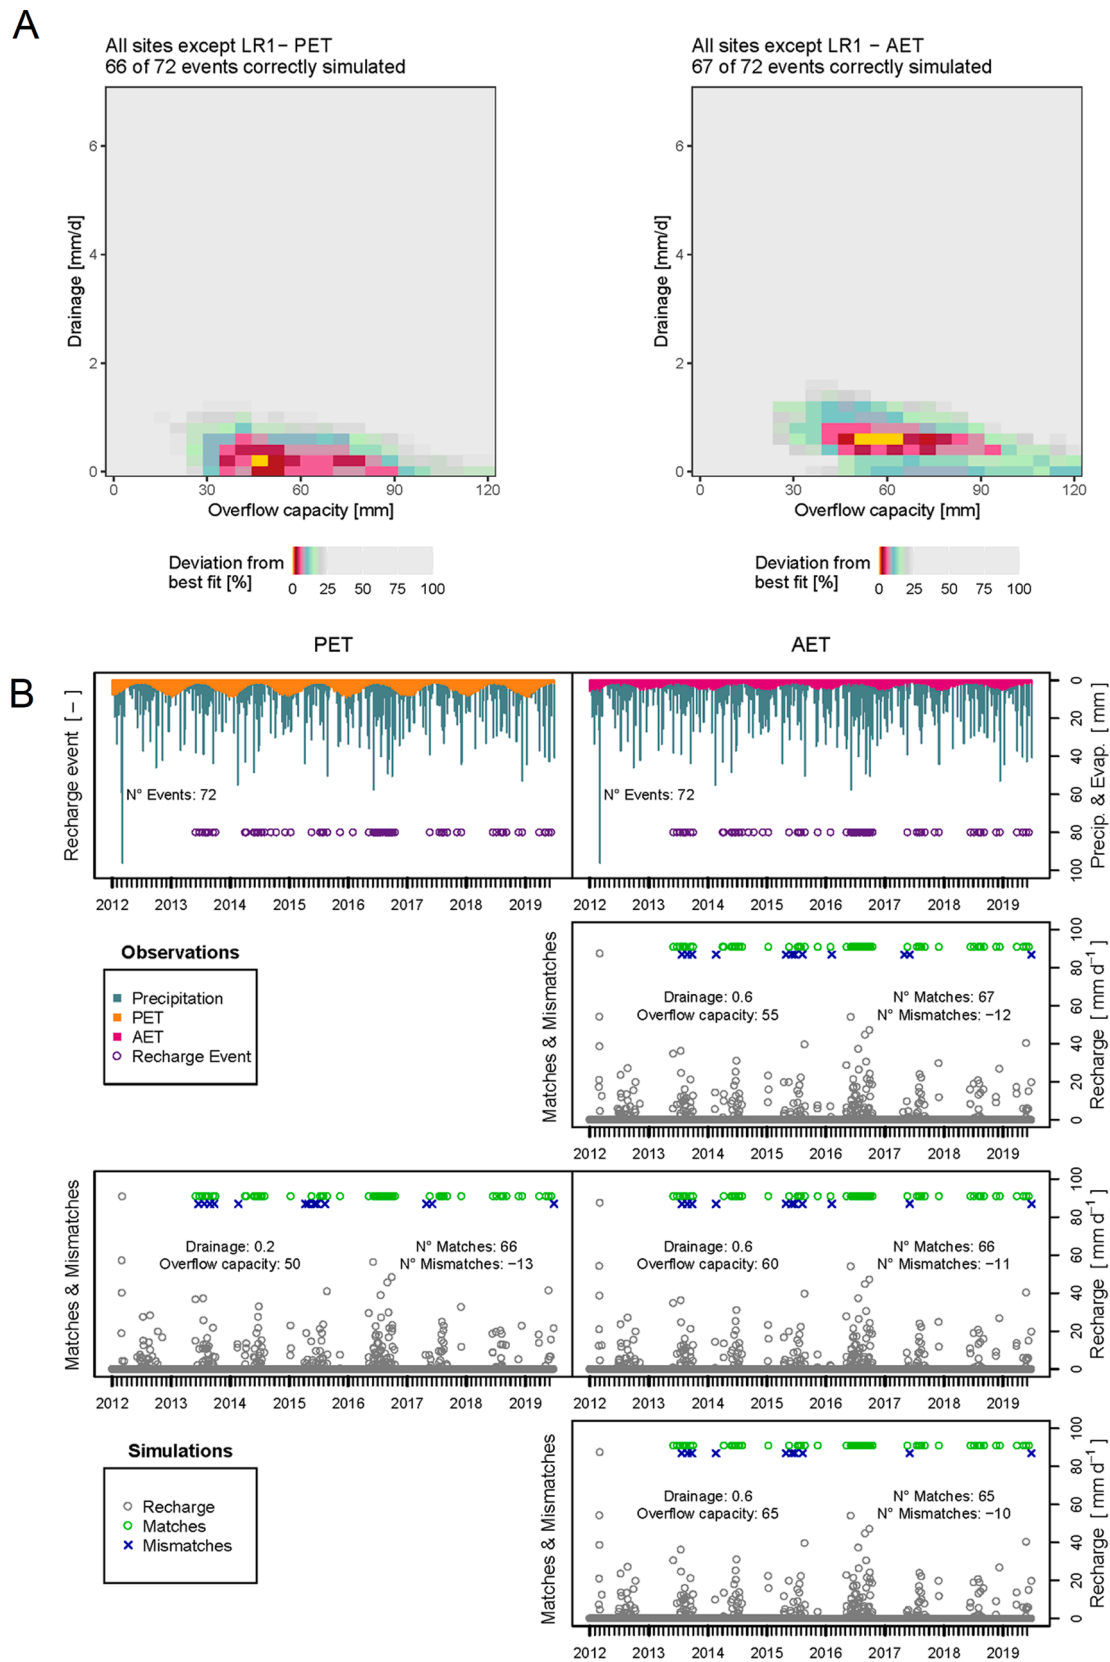 A
All sites except LR1− PET
66 of 72 events correctly simulated
Drainage [mm/d]
6
4
2
0
0 30 60 90 120
Overflow capacity [mm]
Deviation from
best fit [%]
0 25 50 75 100
All sites except LR1 − AET
67 of 72 events correctly simulated
Drainage [mm/d]
6
4
2
0
0 30 60 90 120
Overflow capacity [mm]
Deviation from
best fit [%]
0 25 50 75 100
B
PET
AET
Recharge event [ − ]
N° Events: 72
2012 2013 2014 2015 2016 2017 2018 2019
N° Events: 72
2012 2013 2014 2015 2016 2017 2018 2019
0
20
40
60
80
100
Precip. & Evap. [ mm ]
Observations
Precipitation
PET
AET
Recharge Event
Matches & Mismatches
Drainage: 0.6
Overflow capacity: 55
N° Matches: 67
N° Mismatches: −12
100
80
60
40
20
0
Recharge [ mm d⁻¹ ]
2012 2013 2014 2015 2016 2017 2018 2019
Matches & Mismatches
Drainage: 0.2
Overflow capacity: 50
N° Matches: 66
N° Mismatches: −13
2012 2013 2014 2015 2016 2017 2018 2019
Drainage: 0.6
Overflow capacity: 60
N° Matches: 66
N° Mismatches: −11
100
80
60
40
20
0
Recharge [ mm d⁻¹ ]
2012 2013 2014 2015 2016 2017 2018 2019
Simulations
Recharge
Matches
Mismatches
Matches & Mismatches
Drainage: 0.6
Overflow capacity: 65
N° Matches: 65
N° Mismatches: −10
100
80
60
40
20
0
Recharge [ mm d⁻¹ ]
2012 2013 2014 2015 2016 2017 2018 2019